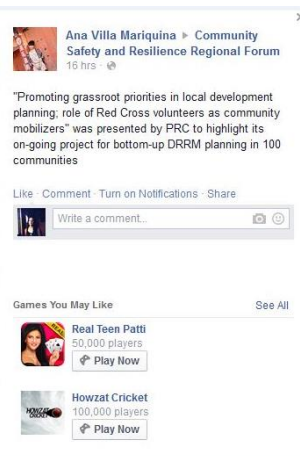 Ana Villa Mariquina ▸ Community
Safety and Resilience Regional Forum
16 hrs ·
"Promoting grassroot priorities in local development
planning; role of Red Cross volunteers as community
mobilizers" was presented by PRC to highlight its
on-going project for bottom-up DRRM planning in 100
communities
Like · Comment · Turn on Notifications · Share
Write a comment...
Games You May Like See All
Real Teen Patti
50,000 players
Play Now
HOWZAT
CRICKET
Howzat Cricket
100,000 players
Play Now